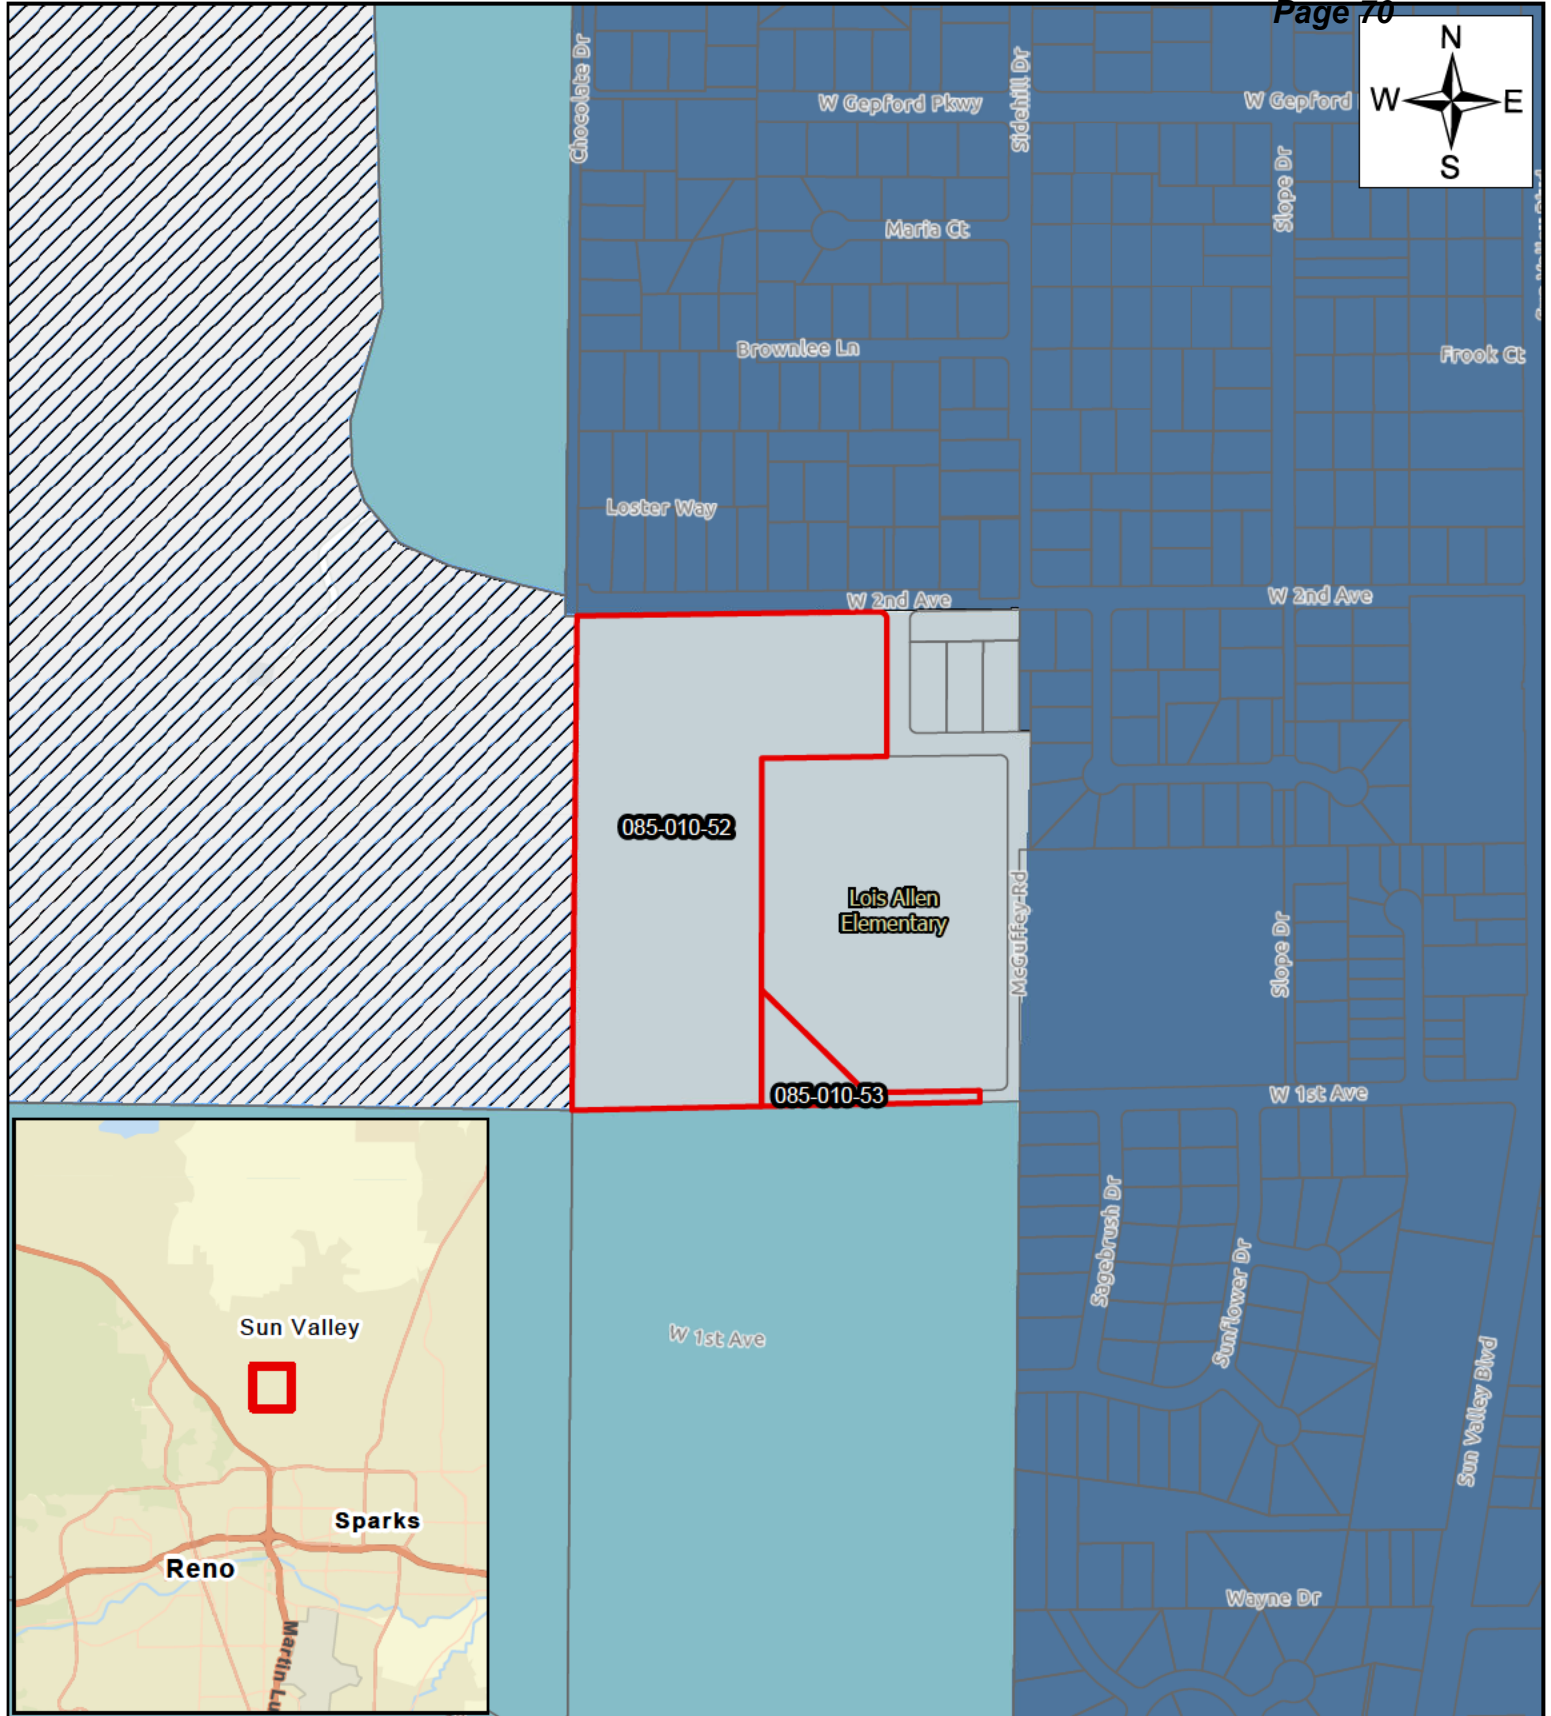 Page 70
N
W E
S
Chocolate Dr
W Gepford Pkwy
Sidehill Dr
W Gepford
Slope Dr
Maria Ct
Brownlee Ln
Frook Ct
Loster Way
W 2nd Ave
W 2nd Ave
085-010-52
Lois Allen
Elementary
McGuffey Rd
Slope Dr
085-010-53
W 1st Ave
Sagebrush Dr
Sunflower Dr
W 1st Ave
Sun Valley Blvd
Wayne Dr
Sun Valley
Sparks
Reno
Martin Lu